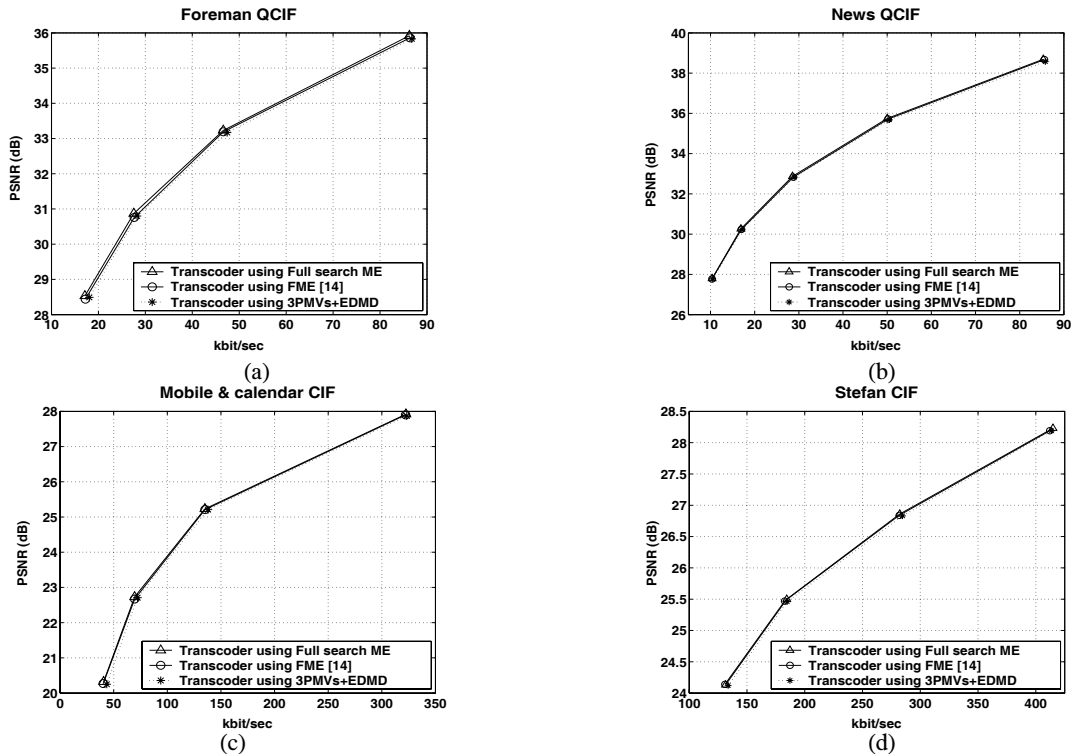 Foreman QCIF
PSNR (dB)
36
35
34
33
32
31
30
29
28
10 20 30 40 50 60 70 80 90
kbit/sec
Transcoder using Full search ME
Transcoder using FME [14]
Transcoder using 3PMVs+EDMD
(a)
News QCIF
PSNR (dB)
40
38
36
34
32
30
28
26
10 20 30 40 50 60 70 80 90
kbit/sec
Transcoder using Full search ME
Transcoder using FME [14]
Transcoder using 3PMVs+EDMD
(b)
Mobile & calendar CIF
PSNR (dB)
28
27
26
25
24
23
22
21
20
0 50 100 150 200 250 300 350
kbit/sec
Transcoder using Full search ME
Transcoder using FME [14]
Transcoder using 3PMVs+EDMD
(c)
Stefan CIF
PSNR (dB)
28.5
28
27.5
27
26.5
26
25.5
25
24.5
24
100 150 200 250 300 350 400
kbit/sec
Transcoder using Full search ME
Transcoder using FME [14]
Transcoder using 3PMVs+EDMD
(d)